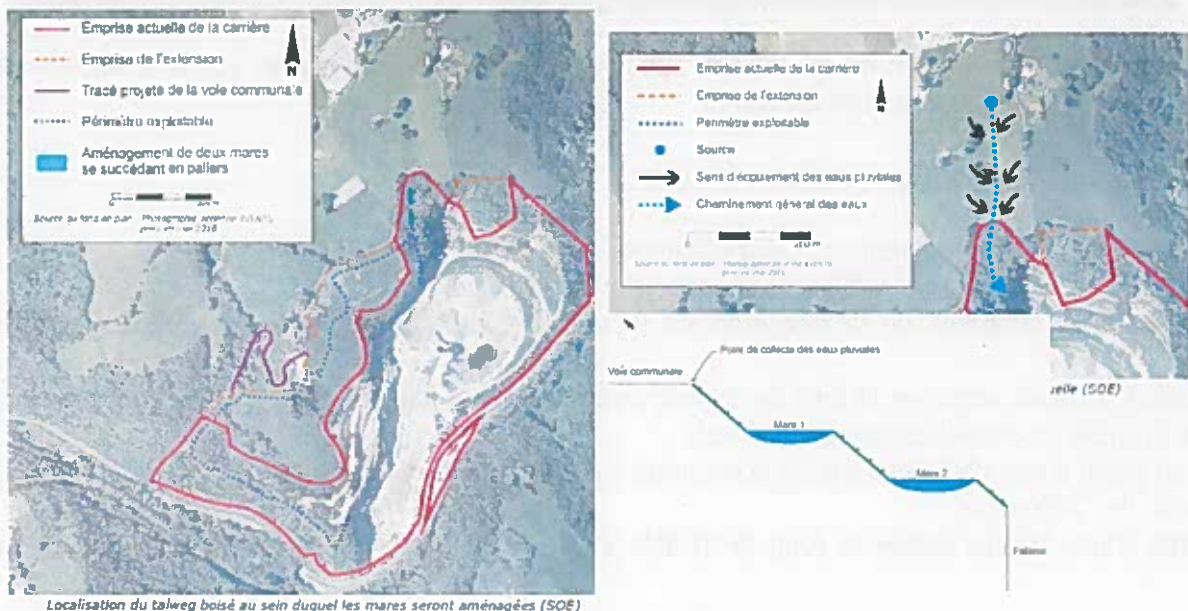 Emprise actuelle de la carrière
Emprise de l'extension
Tracé projeté de la voie communale
Périmètre exploitable
Aménagement de deux mares
se succédant en paliers
N
Localisation du talweg boisé au sein duquel les mares seront aménagées (SOE)
Emprise actuelle de la carrière
Emprise de l'extension
Périmètre exploitable
Source
Sens d'écoulement des eaux pluviales
Cheminement général des eaux
uelle (SOE)
Point de collecte des eaux pluviales
Voie communale
Mare 1
Mare 2
Falaise